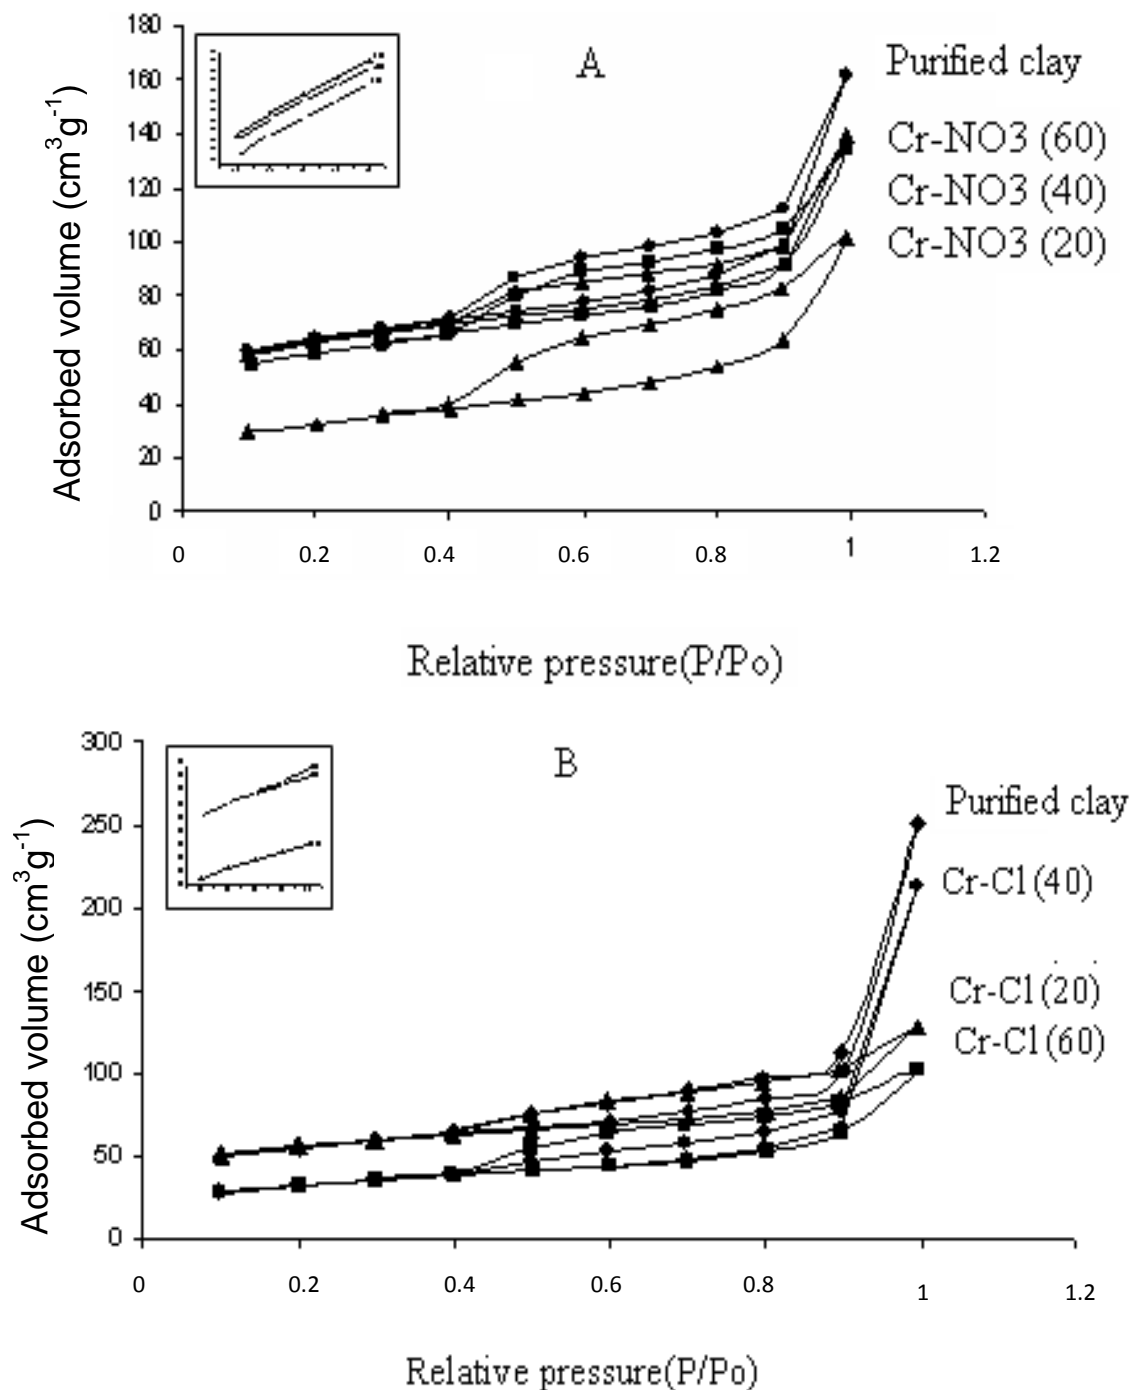 180
A
Purified clay
160
140
Cr-NO3 (60)
120
Cr-NO3 (40)
100
Cr-NO3 (20)
80
60
40
20
0
Adsorbed volume (cm³g⁻¹)
0 0.2 0.4 0.6 0.8 1 1.2
Relative pressure(P/Po)
300
B
Purified clay
250
Cr-Cl(40)
200
150
Cr-Cl(20)
Cr-Cl(60)
100
50
0
Adsorbed volume (cm³g⁻¹)
0 0.2 0.4 0.6 0.8 1 1.2
Relative pressure(P/Po)